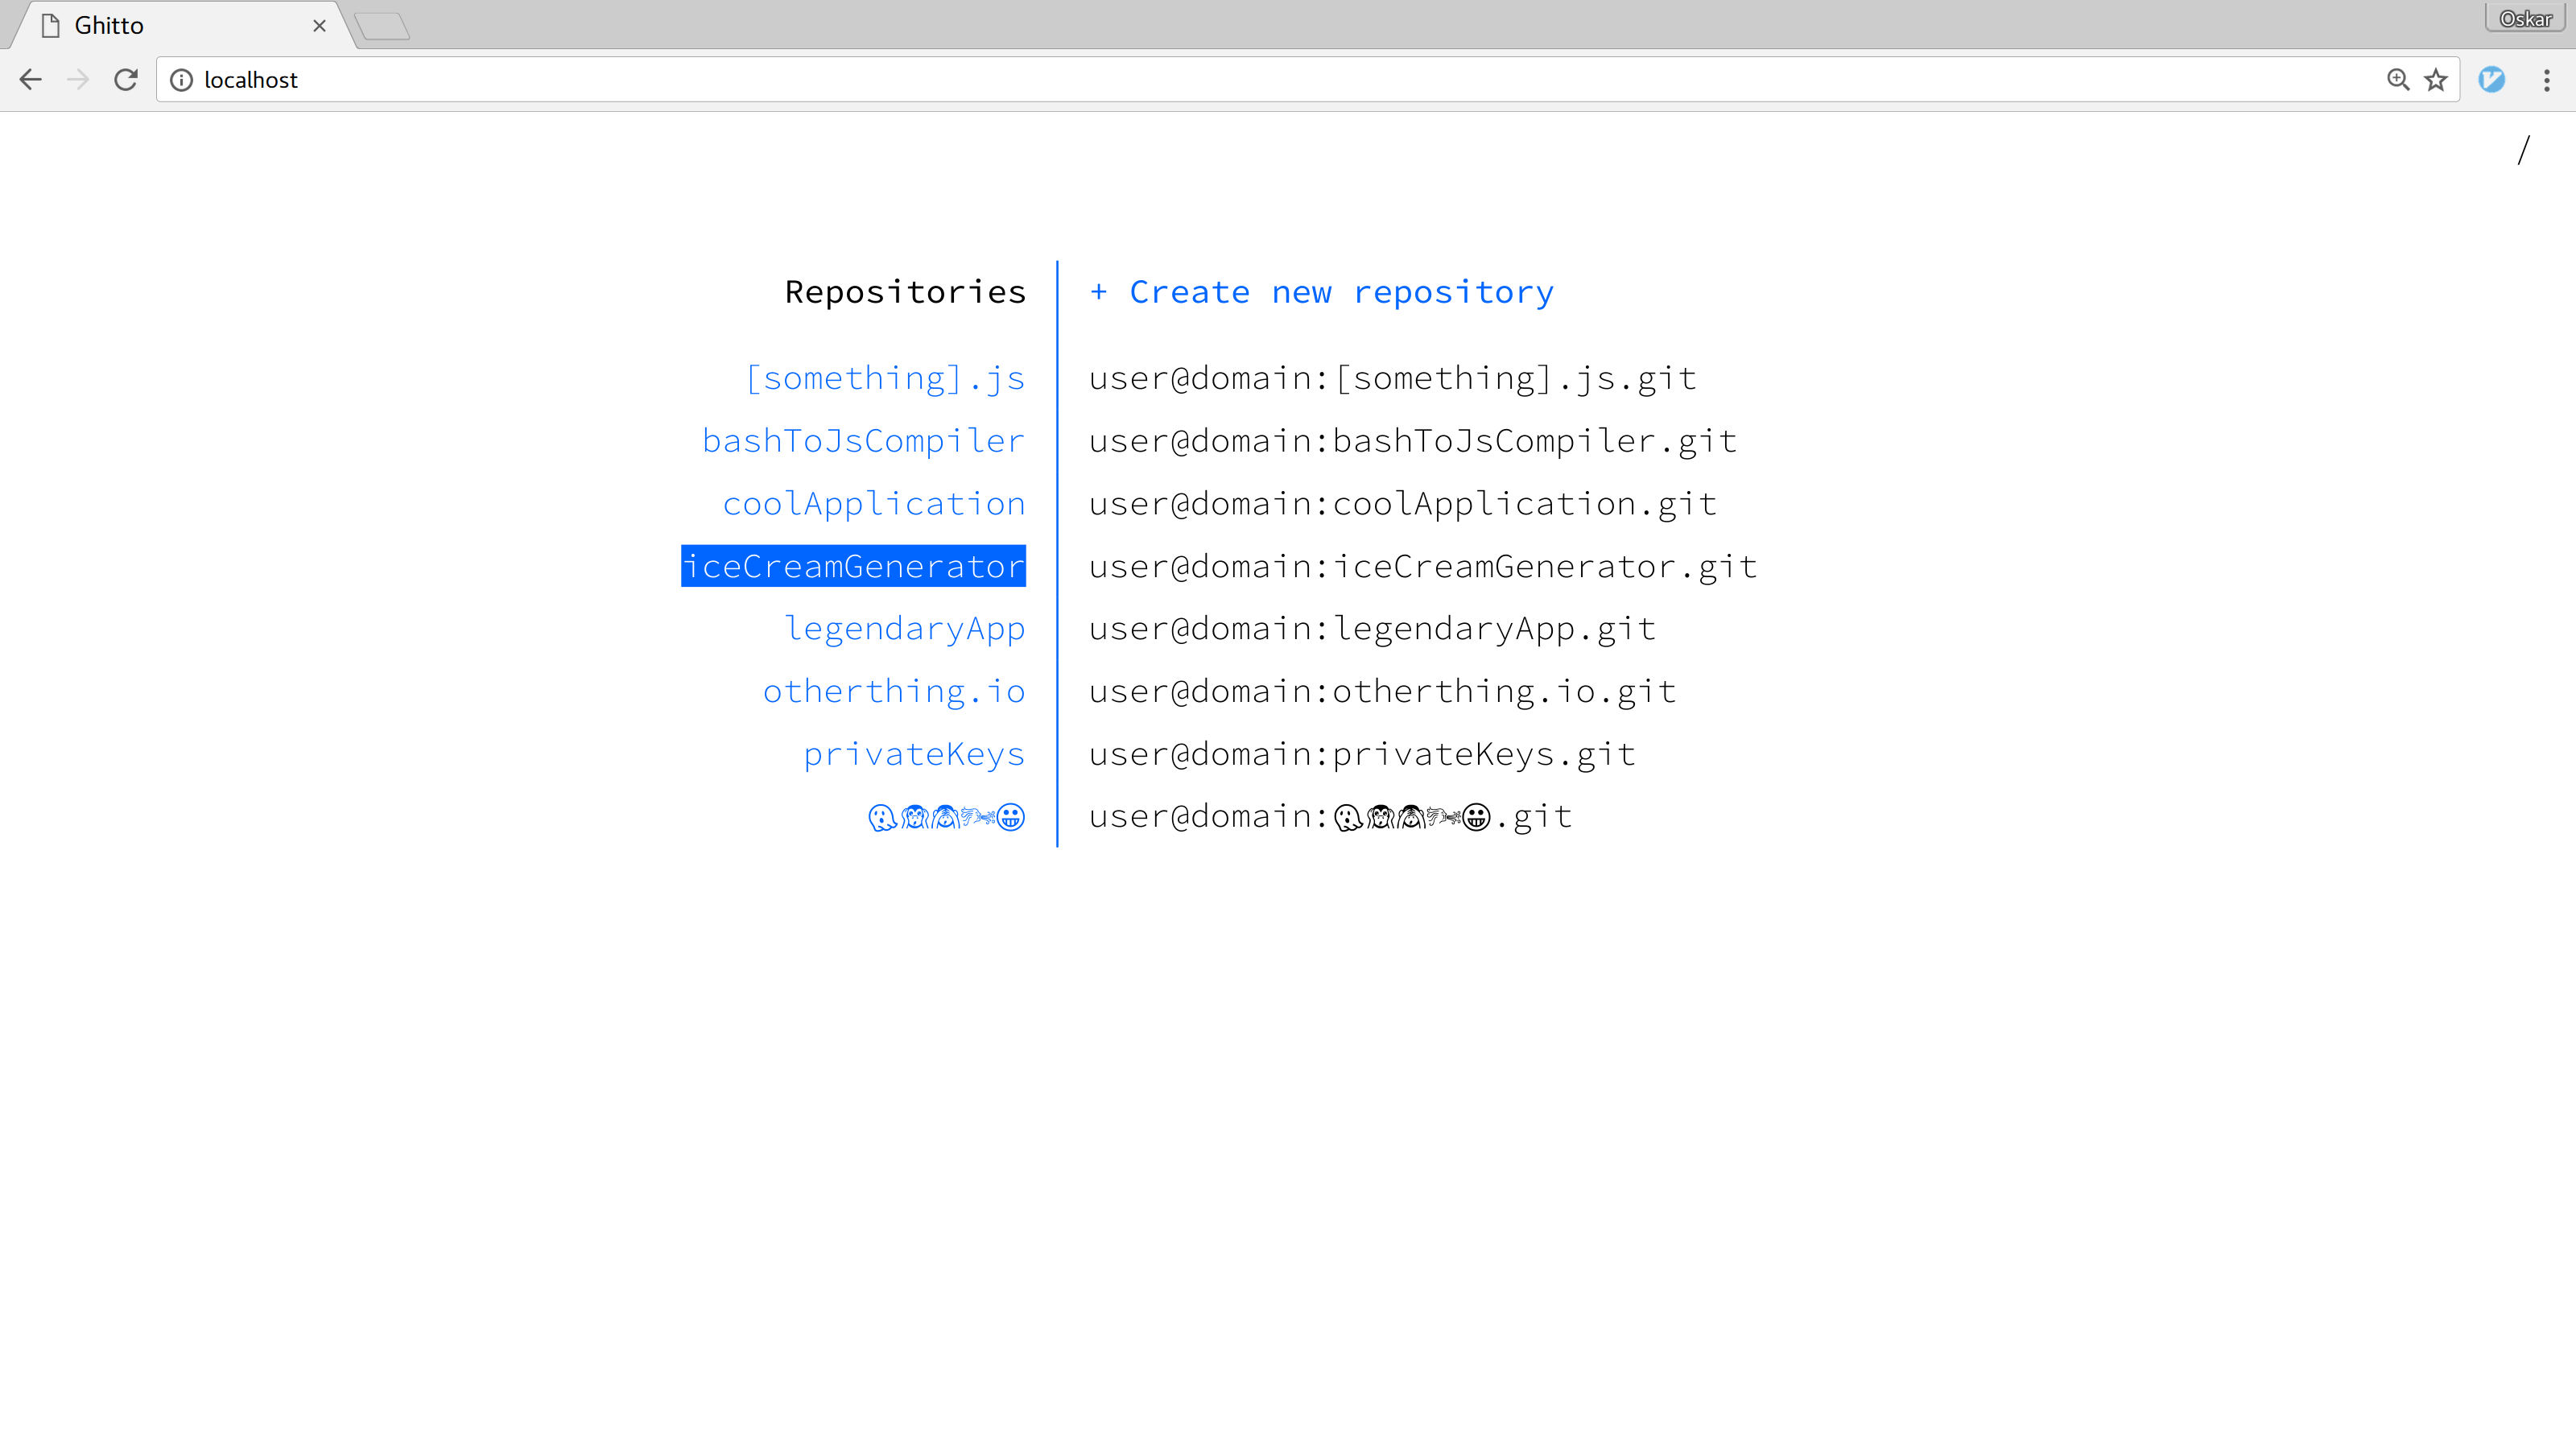 Ghitto
Oskar
localhost
/
Repositories + Create new repository
[something].js user@domain:[something].js.git
bashToJsCompiler user@domain:bashToJsCompiler.git
coolApplication user@domain:coolApplication.git
iceCreamGenerator user@domain:iceCreamGenerator.git
legendaryApp user@domain:legendaryApp.git
otherthing.io user@domain:otherthing.io.git
privateKeys user@domain:privateKeys.git
user@domain:.git